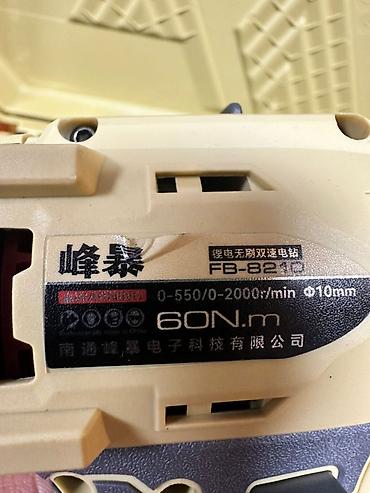 峰暴
锂电无刷双速电钻
FB-8210
0-550/0-2000r/min Φ10mm
60N.m
南通峰暴电子科技有限公司